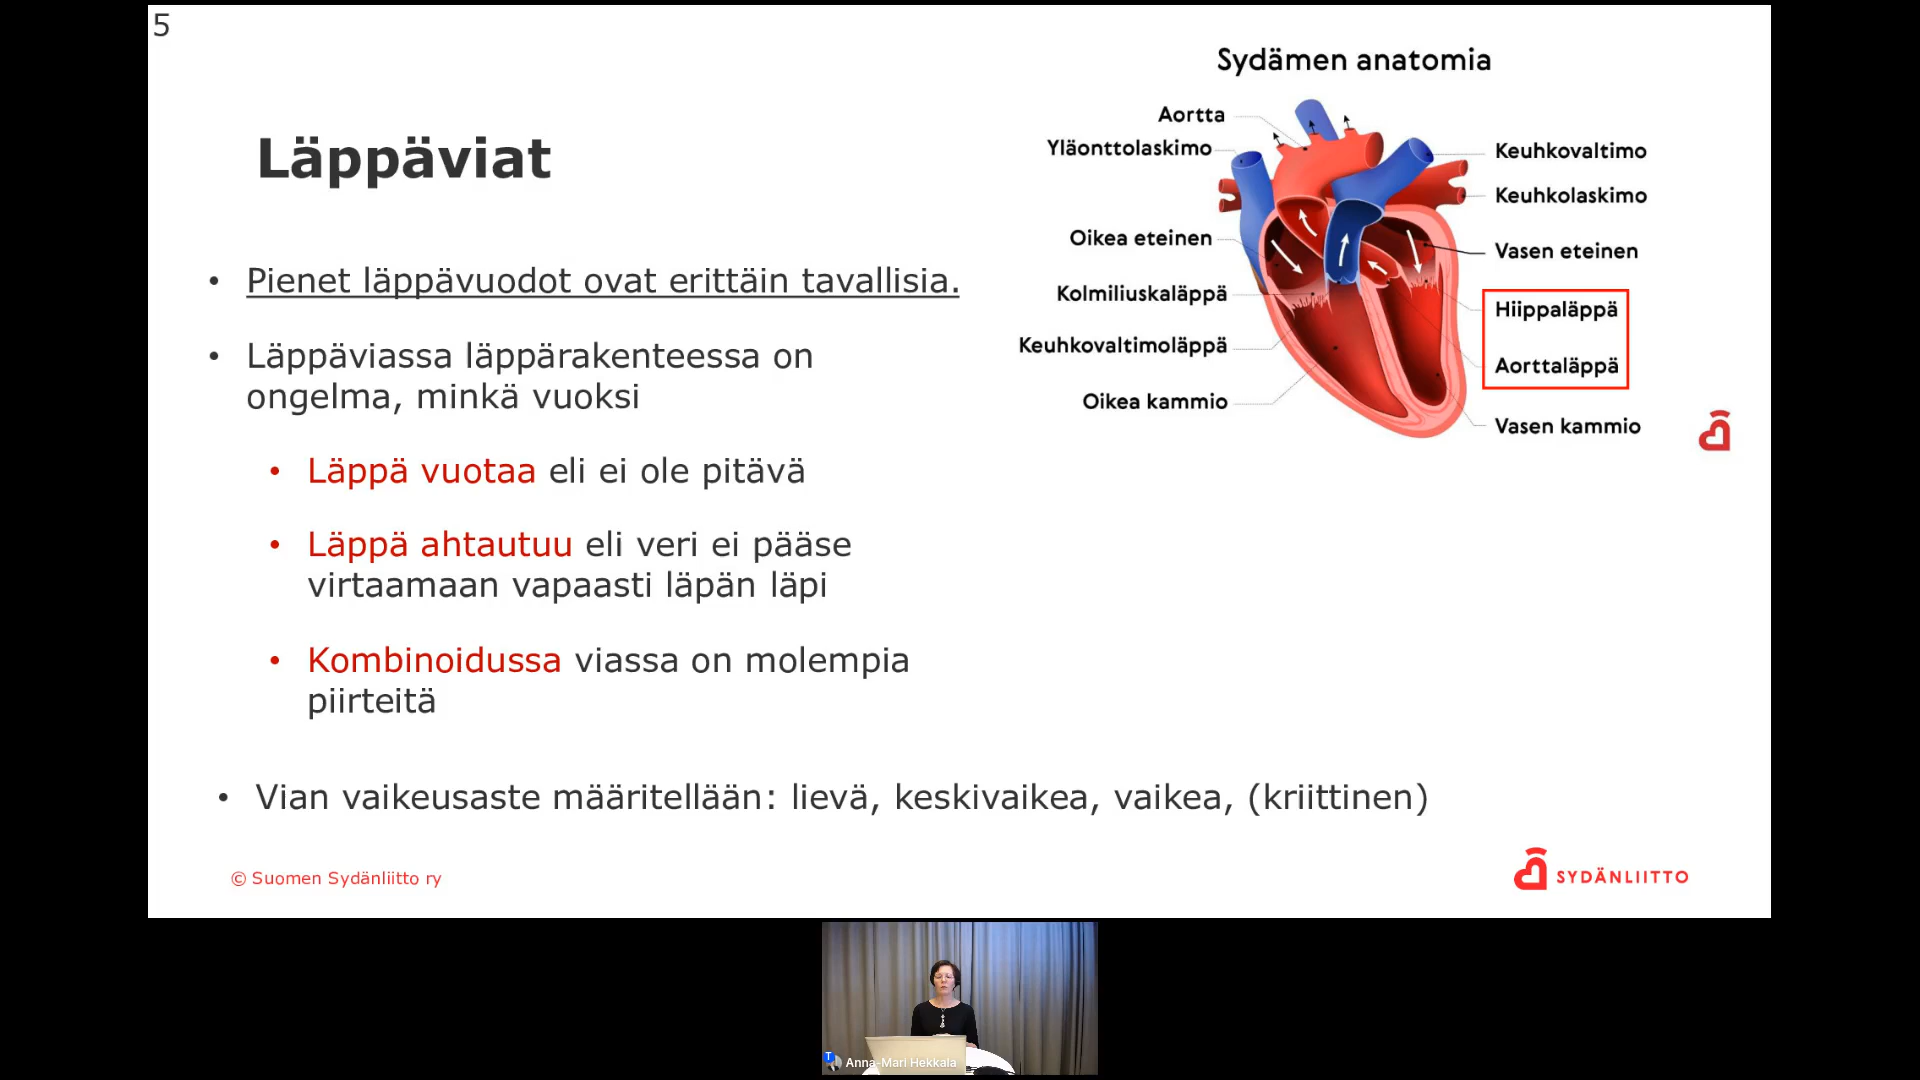 5
Läppäviat
• Pienet läppävuodot ovat erittäin tavallisia.
• Läppäviassa läppärakenteessa on
ongelma, minkä vuoksi
• Läppä vuotaa eli ei ole pitävä
• Läppä ahtautuu eli veri ei pääse
virtaamaan vapaasti läpän läpi
• Kombinoidussa viassa on molempia
piirteitä
• Vian vaikeusaste määritellään: lievä, keskivaikea, vaikea, (kriittinen)
Sydämen anatomia
Aortta
Yläonttolaskimo
Oikea eteinen
Kolmiliuskaläppä
Keuhkovaltimoläppä
Oikea kammio
Keuhkovaltimo
Keuhkolaskimo
Vasen eteinen
Hiippaläppä
Aorttaläppä
Vasen kammio
© Suomen Sydänliitto ry
SYDÄNLIITTO
T
Anna-Mari Hekkala